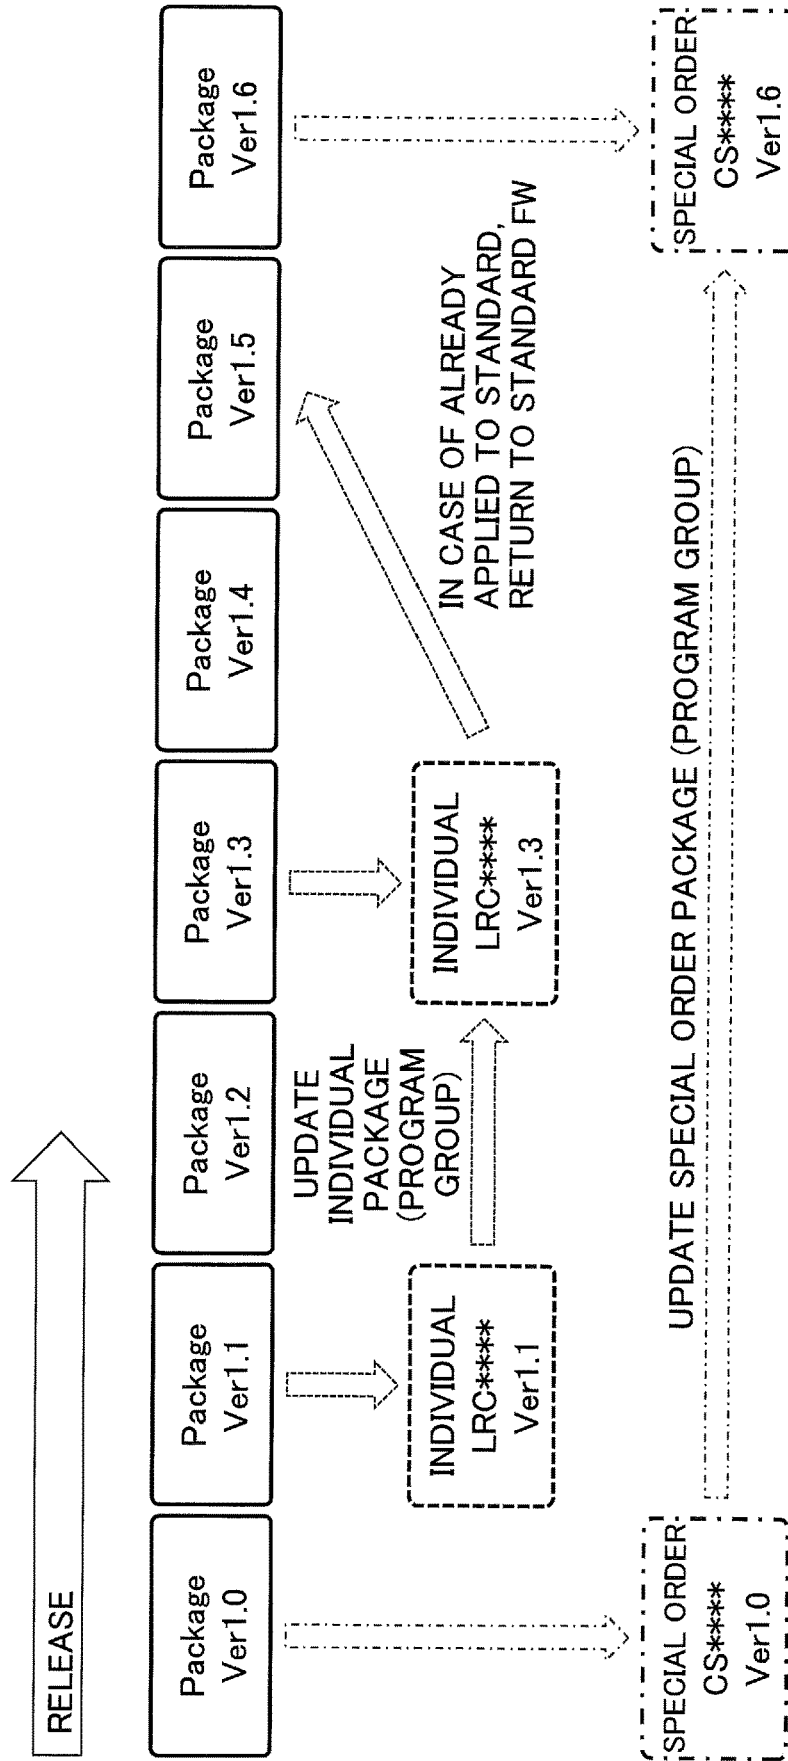 RELEASE
Package
Ver1.0
Package
Ver1.1
Package
Ver1.2
Package
Ver1.3
Package
Ver1.4
Package
Ver1.5
Package
Ver1.6
UPDATE
INDIVIDUAL
PACKAGE
(PROGRAM
GROUP)
INDIVIDUAL
LRC****
Ver1.1
INDIVIDUAL
LRC****
Ver1.3
IN CASE OF ALREADY
APPLIED TO STANDARD,
RETURN TO STANDARD FW
UPDATE SPECIAL ORDER PACKAGE (PROGRAM GROUP)
SPECIAL ORDER
CS****
Ver1.0
SPECIAL ORDER
CS****
Ver1.6